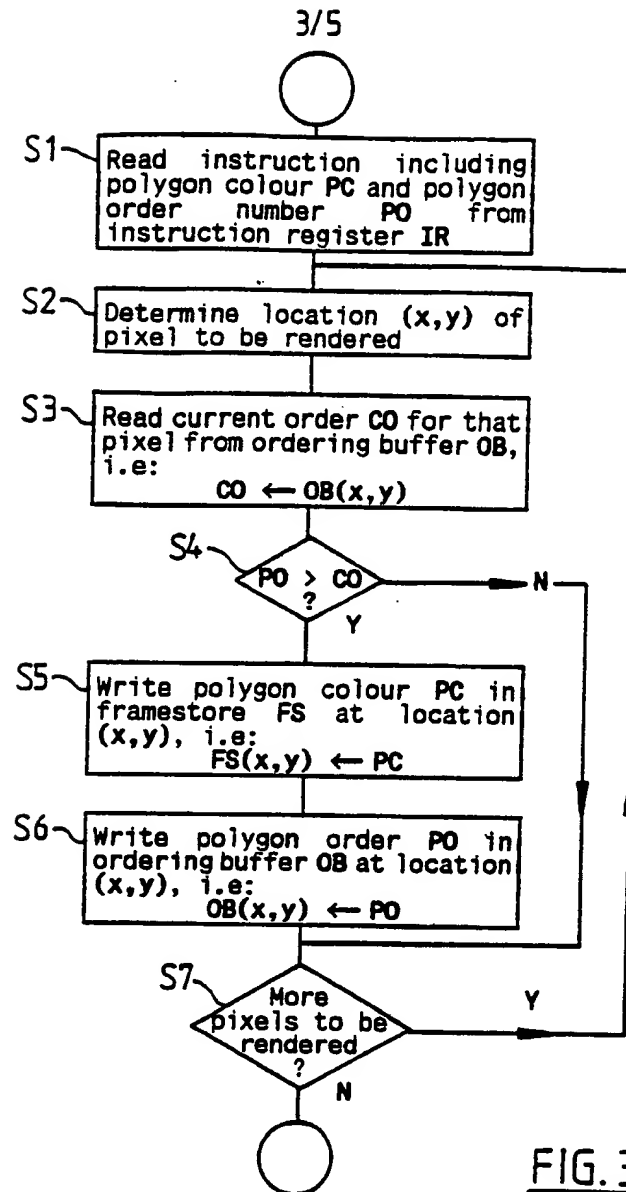 3/5
S1
Read instruction including
polygon colour PC and polygon
order number PO from
instruction register IR
S2
Determine location (x,y) of
pixel to be rendered
S3
Read current order CO for that
pixel from ordering buffer OB,
i.e:
CO ← OB(x,y)
S4
PO > CO
?
N
Y
S5
Write polygon colour PC in
framestore FS at location
(x,y), i.e:
FS(x,y) ← PC
S6
Write polygon order PO in
ordering buffer OB at location
(x,y), i.e:
OB(x,y) ← PO
S7
More
pixels to be
rendered
?
Y
N
FIG. 3